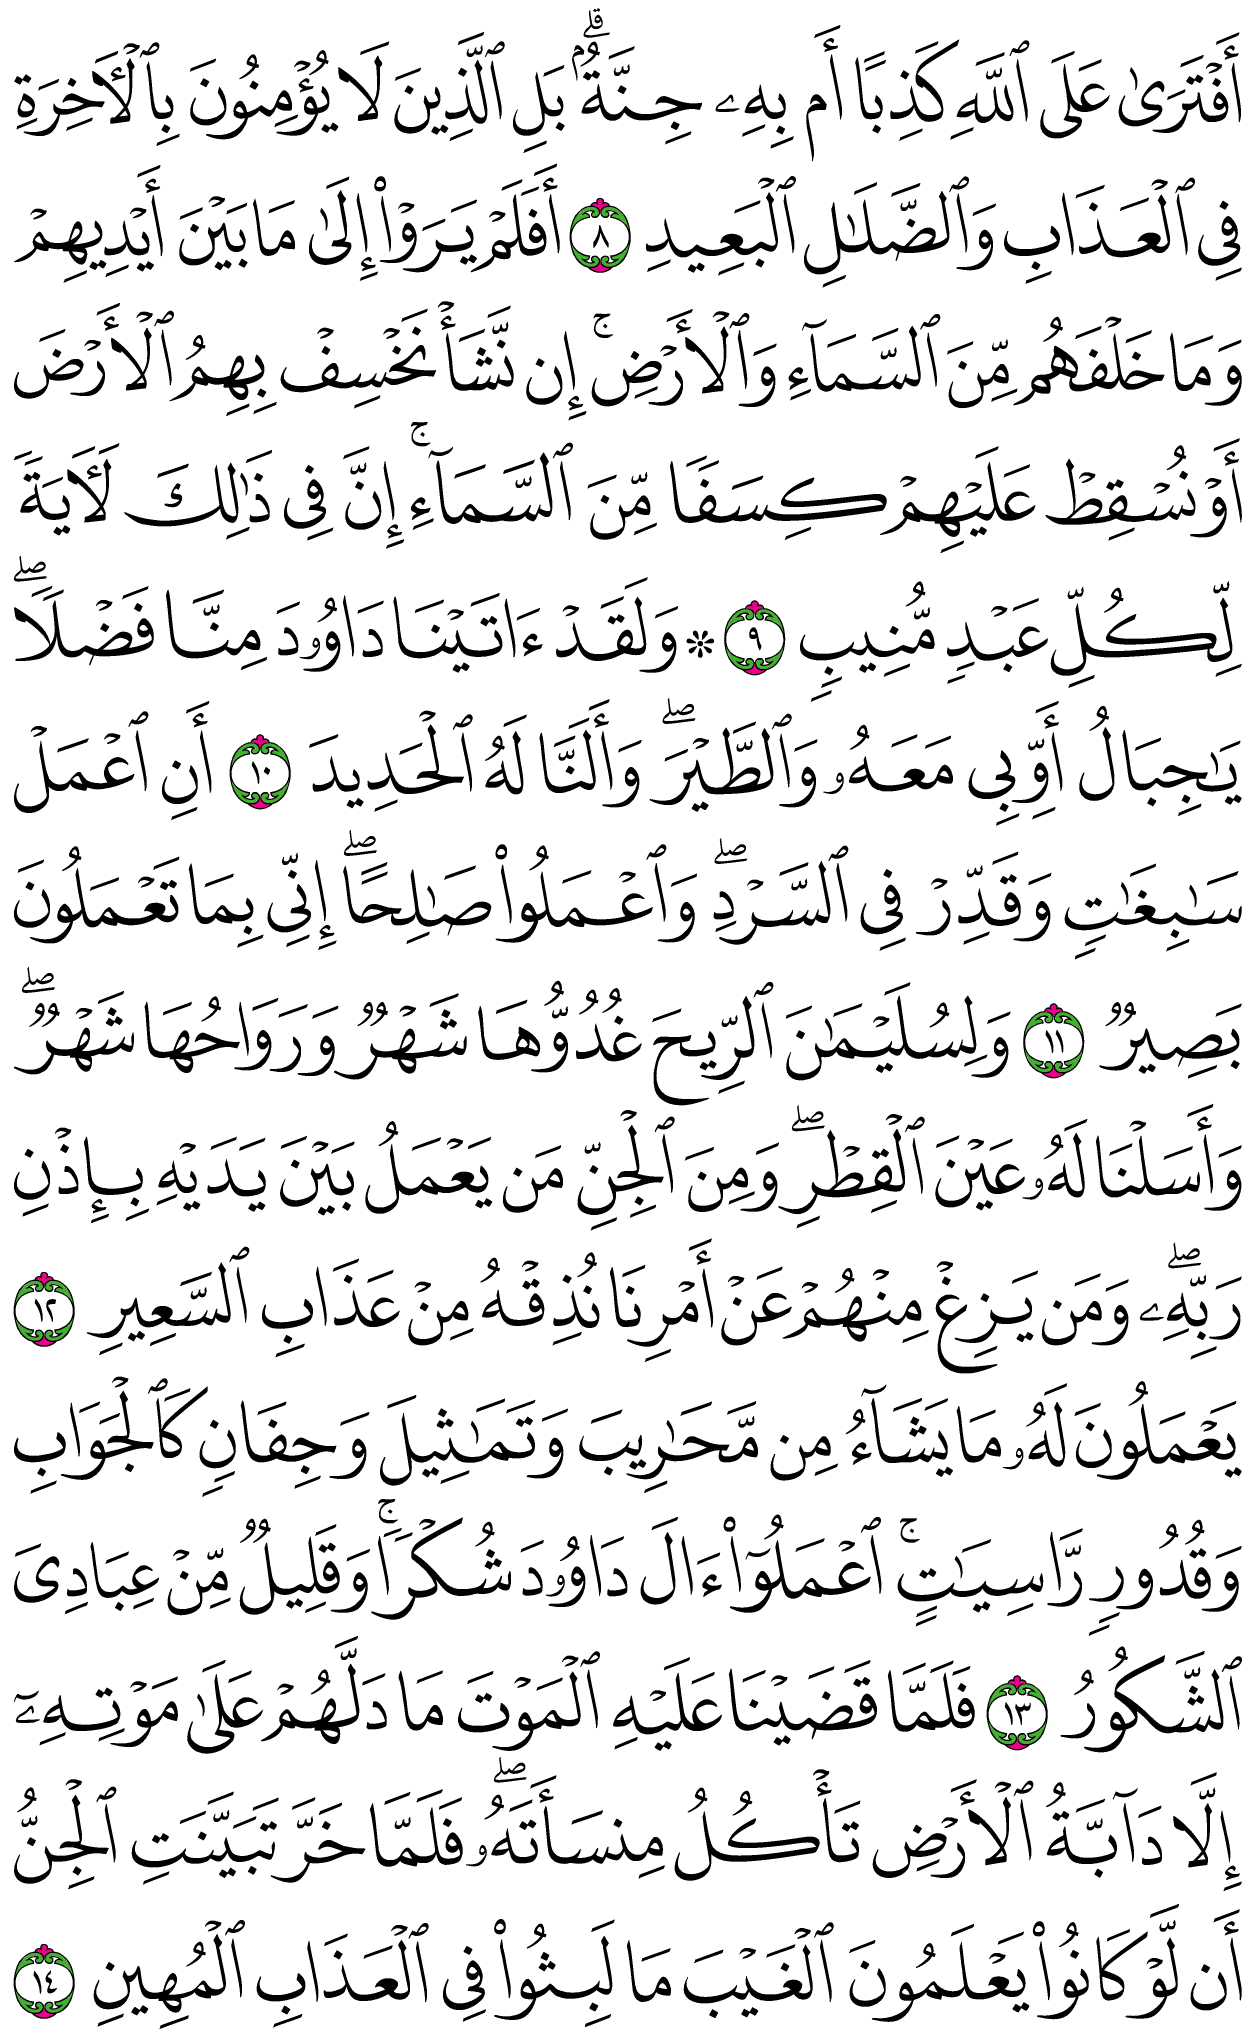 أَفْتَرَىٰ عَلَى ٱللَّهِ كَذِبًا أَم بِهِۦ جِنَّةٌۢ ۗ بَلِ ٱلَّذِينَ لَا يُؤْمِنُونَ بِٱلْـَٔاخِرَةِ
فِى ٱلْعَذَابِ وَٱلضَّلَـٰلِ ٱلْبَعِيدِ ٨ أَفَلَمْ يَرَوْا۟ إِلَىٰ مَا بَيْنَ أَيْدِيهِمْ
وَمَا خَلْفَهُم مِّنَ ٱلسَّمَآءِ وَٱلْأَرْضِ ۚ إِن نَّشَأْ نَخْسِفْ بِهِمُ ٱلْأَرْضَ
أَوْ نُسْقِطْ عَلَيْهِمْ كِسَفًا مِّنَ ٱلسَّمَآءِ ۚ إِنَّ فِى ذَٰلِكَ لَـَٔايَةً
لِّكُلِّ عَبْدٍ مُّنِيبٍ ٩ ۞ وَلَقَدْ ءَاتَيْنَا دَاوُۥدَ مِنَّا فَضْلًا ۖ
يَـٰجِبَالُ أَوِّبِى مَعَهُۥ وَٱلطَّيْرَ ۖ وَأَلَنَّا لَهُ ٱلْحَدِيدَ ١٠ أَنِ ٱعْمَلْ
سَـٰبِغَـٰتٍ وَقَدِّرْ فِى ٱلسَّرْدِ ۖ وَٱعْمَلُوا۟ صَـٰلِحًا ۖ إِنِّى بِمَا تَعْمَلُونَ
بَصِيرٌ ١١ وَلِسُلَيْمَـٰنَ ٱلرِّيحَ غُدُوُّهَا شَهْرٌ وَرَوَاحُهَا شَهْرٌ ۖ
وَأَسَلْنَا لَهُۥ عَيْنَ ٱلْقِطْرِ ۖ وَمِنَ ٱلْجِنِّ مَن يَعْمَلُ بَيْنَ يَدَيْهِ بِإِذْنِ
رَبِّهِۦ ۖ وَمَن يَزِغْ مِنْهُمْ عَنْ أَمْرِنَا نُذِقْهُ مِنْ عَذَابِ ٱلسَّعِيرِ ١٢
يَعْمَلُونَ لَهُۥ مَا يَشَآءُ مِن مَّحَـٰرِيبَ وَتَمَـٰثِيلَ وَجِفَانٍ كَٱلْجَوَابِ
وَقُدُورٍ رَّاسِيَـٰتٍ ۚ ٱعْمَلُوٓا۟ ءَالَ دَاوُۥدَ شُكْرًا ۚ وَقَلِيلٌ مِّنْ عِبَادِىَ
ٱلشَّكُورُ ١٣ فَلَمَّا قَضَيْنَا عَلَيْهِ ٱلْمَوْتَ مَا دَلَّهُمْ عَلَىٰ مَوْتِهِۦٓ
إِلَّا دَآبَّةُ ٱلْأَرْضِ تَأْكُلُ مِنسَأَتَهُۥ ۖ فَلَمَّا خَرَّ تَبَيَّنَتِ ٱلْجِنُّ
أَن لَّوْ كَانُوا۟ يَعْلَمُونَ ٱلْغَيْبَ مَا لَبِثُوا۟ فِى ٱلْعَذَابِ ٱلْمُهِينِ ١٤